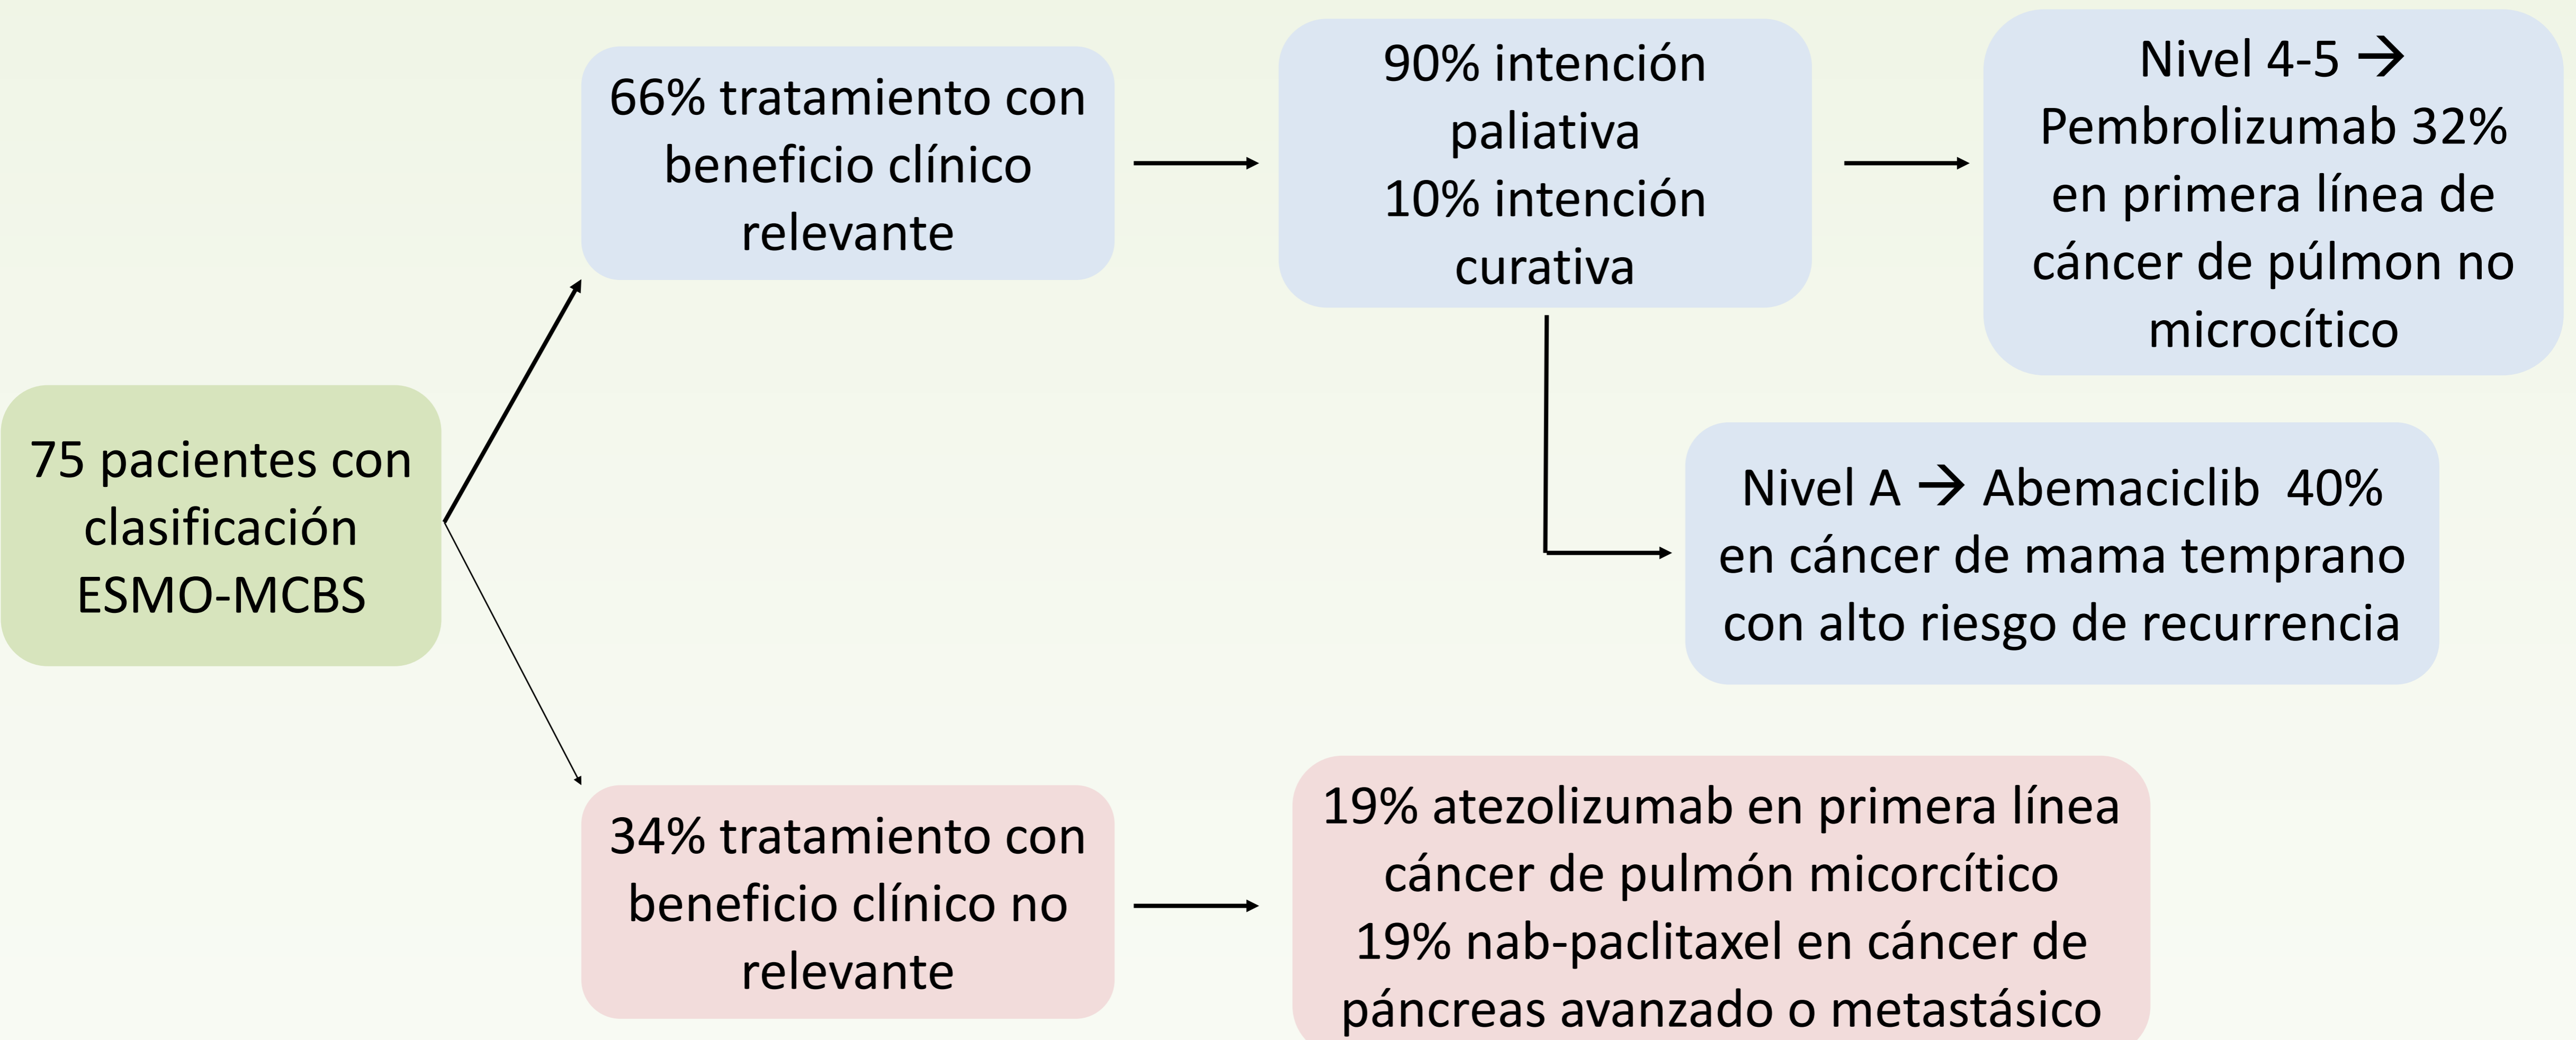 75 pacientes con
clasificación
ESMO-MCBS
66% tratamiento con
beneficio clínico
relevante
90% intención
paliativa
10% intención
curativa
Nivel 4-5 →
Pembrolizumab 32%
en primera línea de
cáncer de púlmon no
microcítico
Nivel A → Abemaciclib 40%
en cáncer de mama temprano
con alto riesgo de recurrencia
34% tratamiento con
beneficio clínico no
relevante
19% atezolizumab en primera línea
cáncer de pulmón micorcítico
19% nab-paclitaxel en cáncer de
páncreas avanzado o metastásico